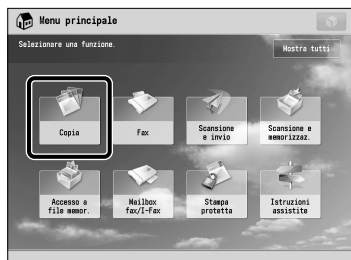 Menu principale
Selezionare una funzione.
Mostra tutti
Copia
Fax
Scansione
e invio
Scansione e
memorizzaz.
Accesso a
file memor.
Mailbox
fax/I-Fax
Stampa
protetta
Istruzioni
assistite